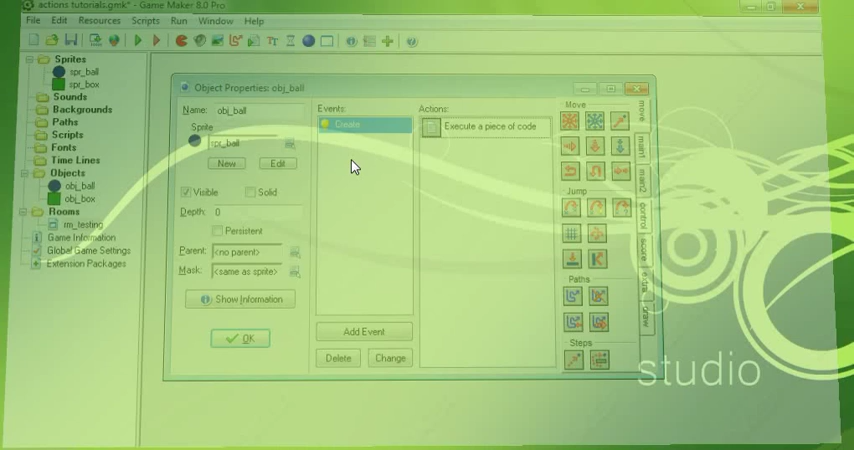 actions tutorials.gmk* - Game Maker 8.0 Pro
File Edit Resources Scripts Run Window Help
Sprites
spr_ball
spr_box
Sounds
Backgrounds
Paths
Scripts
Fonts
Time Lines
Objects
obj_ball
obj_box
Rooms
rm_testing
Game Information
Global Game Settings
Extension Packages
Object Properties: obj_ball
Name: obj_ball
Sprite
spr_ball
New Edit
Visible Solid
Depth: 0
Persistent
Parent: <no parent>
Mask: <same as sprite>
Show Information
OK
Events:
Create
Add Event
Delete Change
Actions:
Execute a piece of code
Move
Jump
Paths
Steps
move
main1
main2
control
score
extra
draw
studio